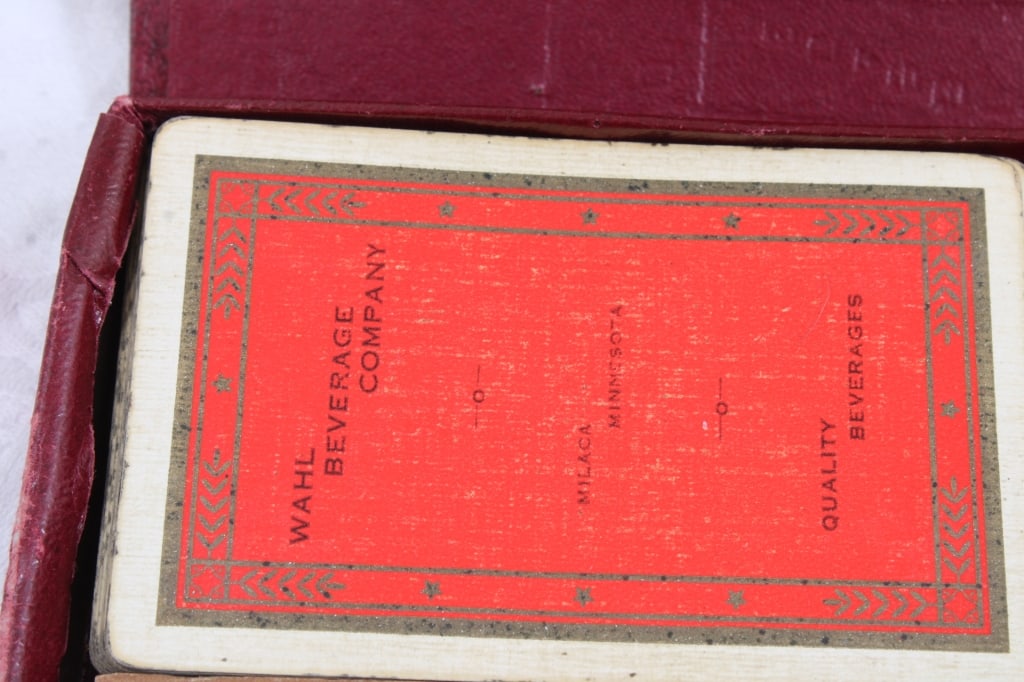 WAHL
BEVERAGE
COMPANY
—O—
MILACA
MINNESOTA
—O—
QUALITY
BEVERAGES